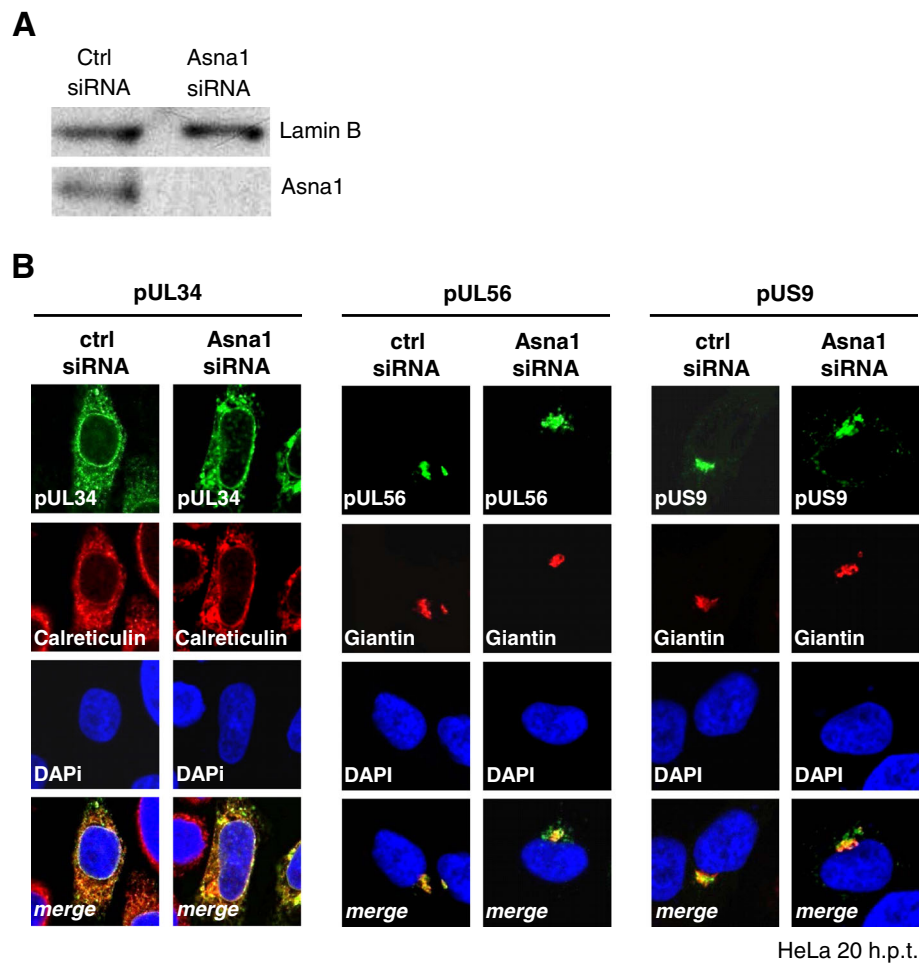 A
Ctrl siRNA
Asna1 siRNA
Lamin B
Asna1
B
pUL34
pUL56
pUS9
ctrl siRNA
Asna1 siRNA
ctrl siRNA
Asna1 siRNA
ctrl siRNA
Asna1 siRNA
pUL34
pUL34
pUL56
pUL56
pUS9
pUS9
Calreticulin
Calreticulin
Giantin
Giantin
Giantin
Giantin
DAPi
DAPi
DAPI
DAPI
DAPI
DAPI
merge
merge
merge
merge
merge
merge
HeLa 20 h.p.t.